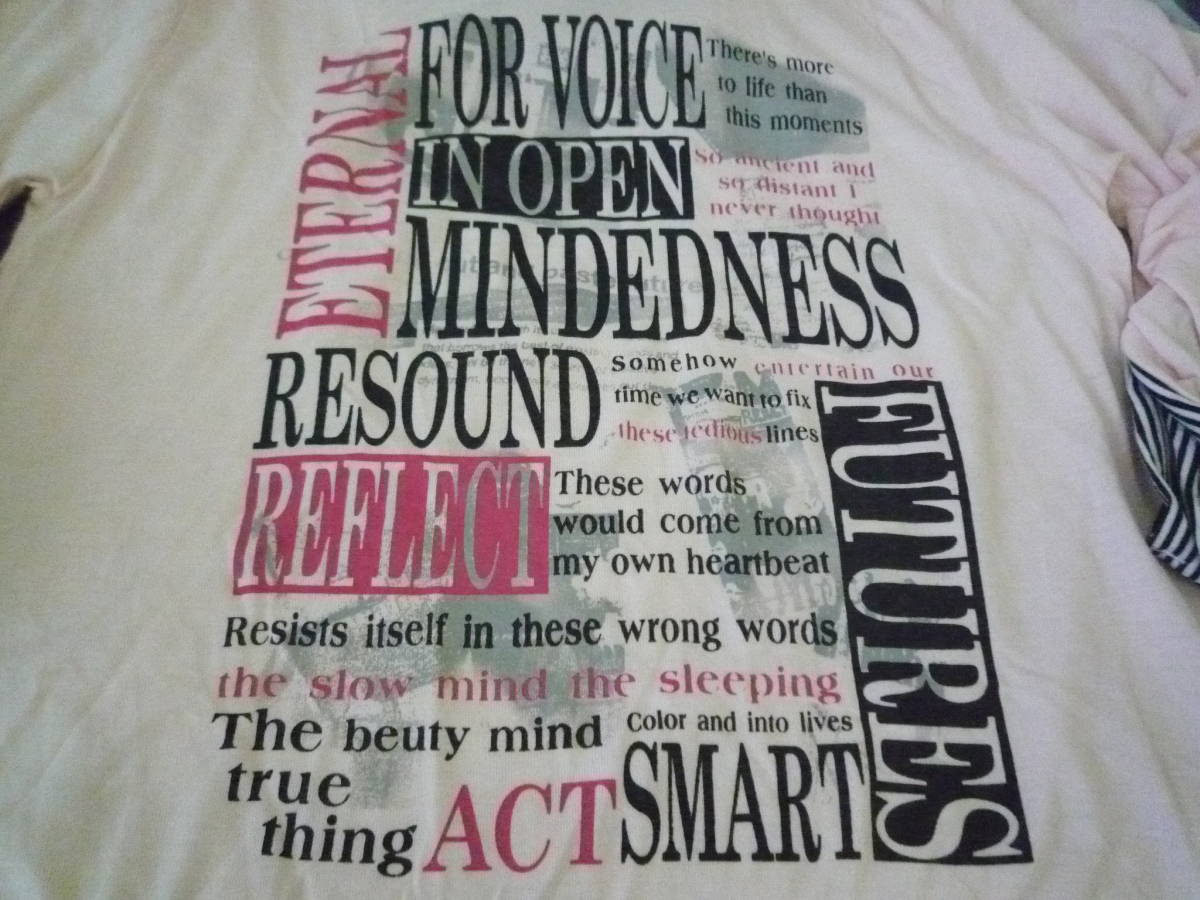 ETERNAL
FOR VOICE
There's more
to life than
this moments
IN OPEN
So ancient and
so distant I
never thought
MINDEDNESS
RESOUND
somehow entertain our
time we want to fix
these tedious lines
FUTURES
REFLECT
These words
would come from
my own heartbeat
Resists itself in these wrong words
the slow mind the sleeping
The beuty mind
Color and into lives
true
thing
ACT
SMART